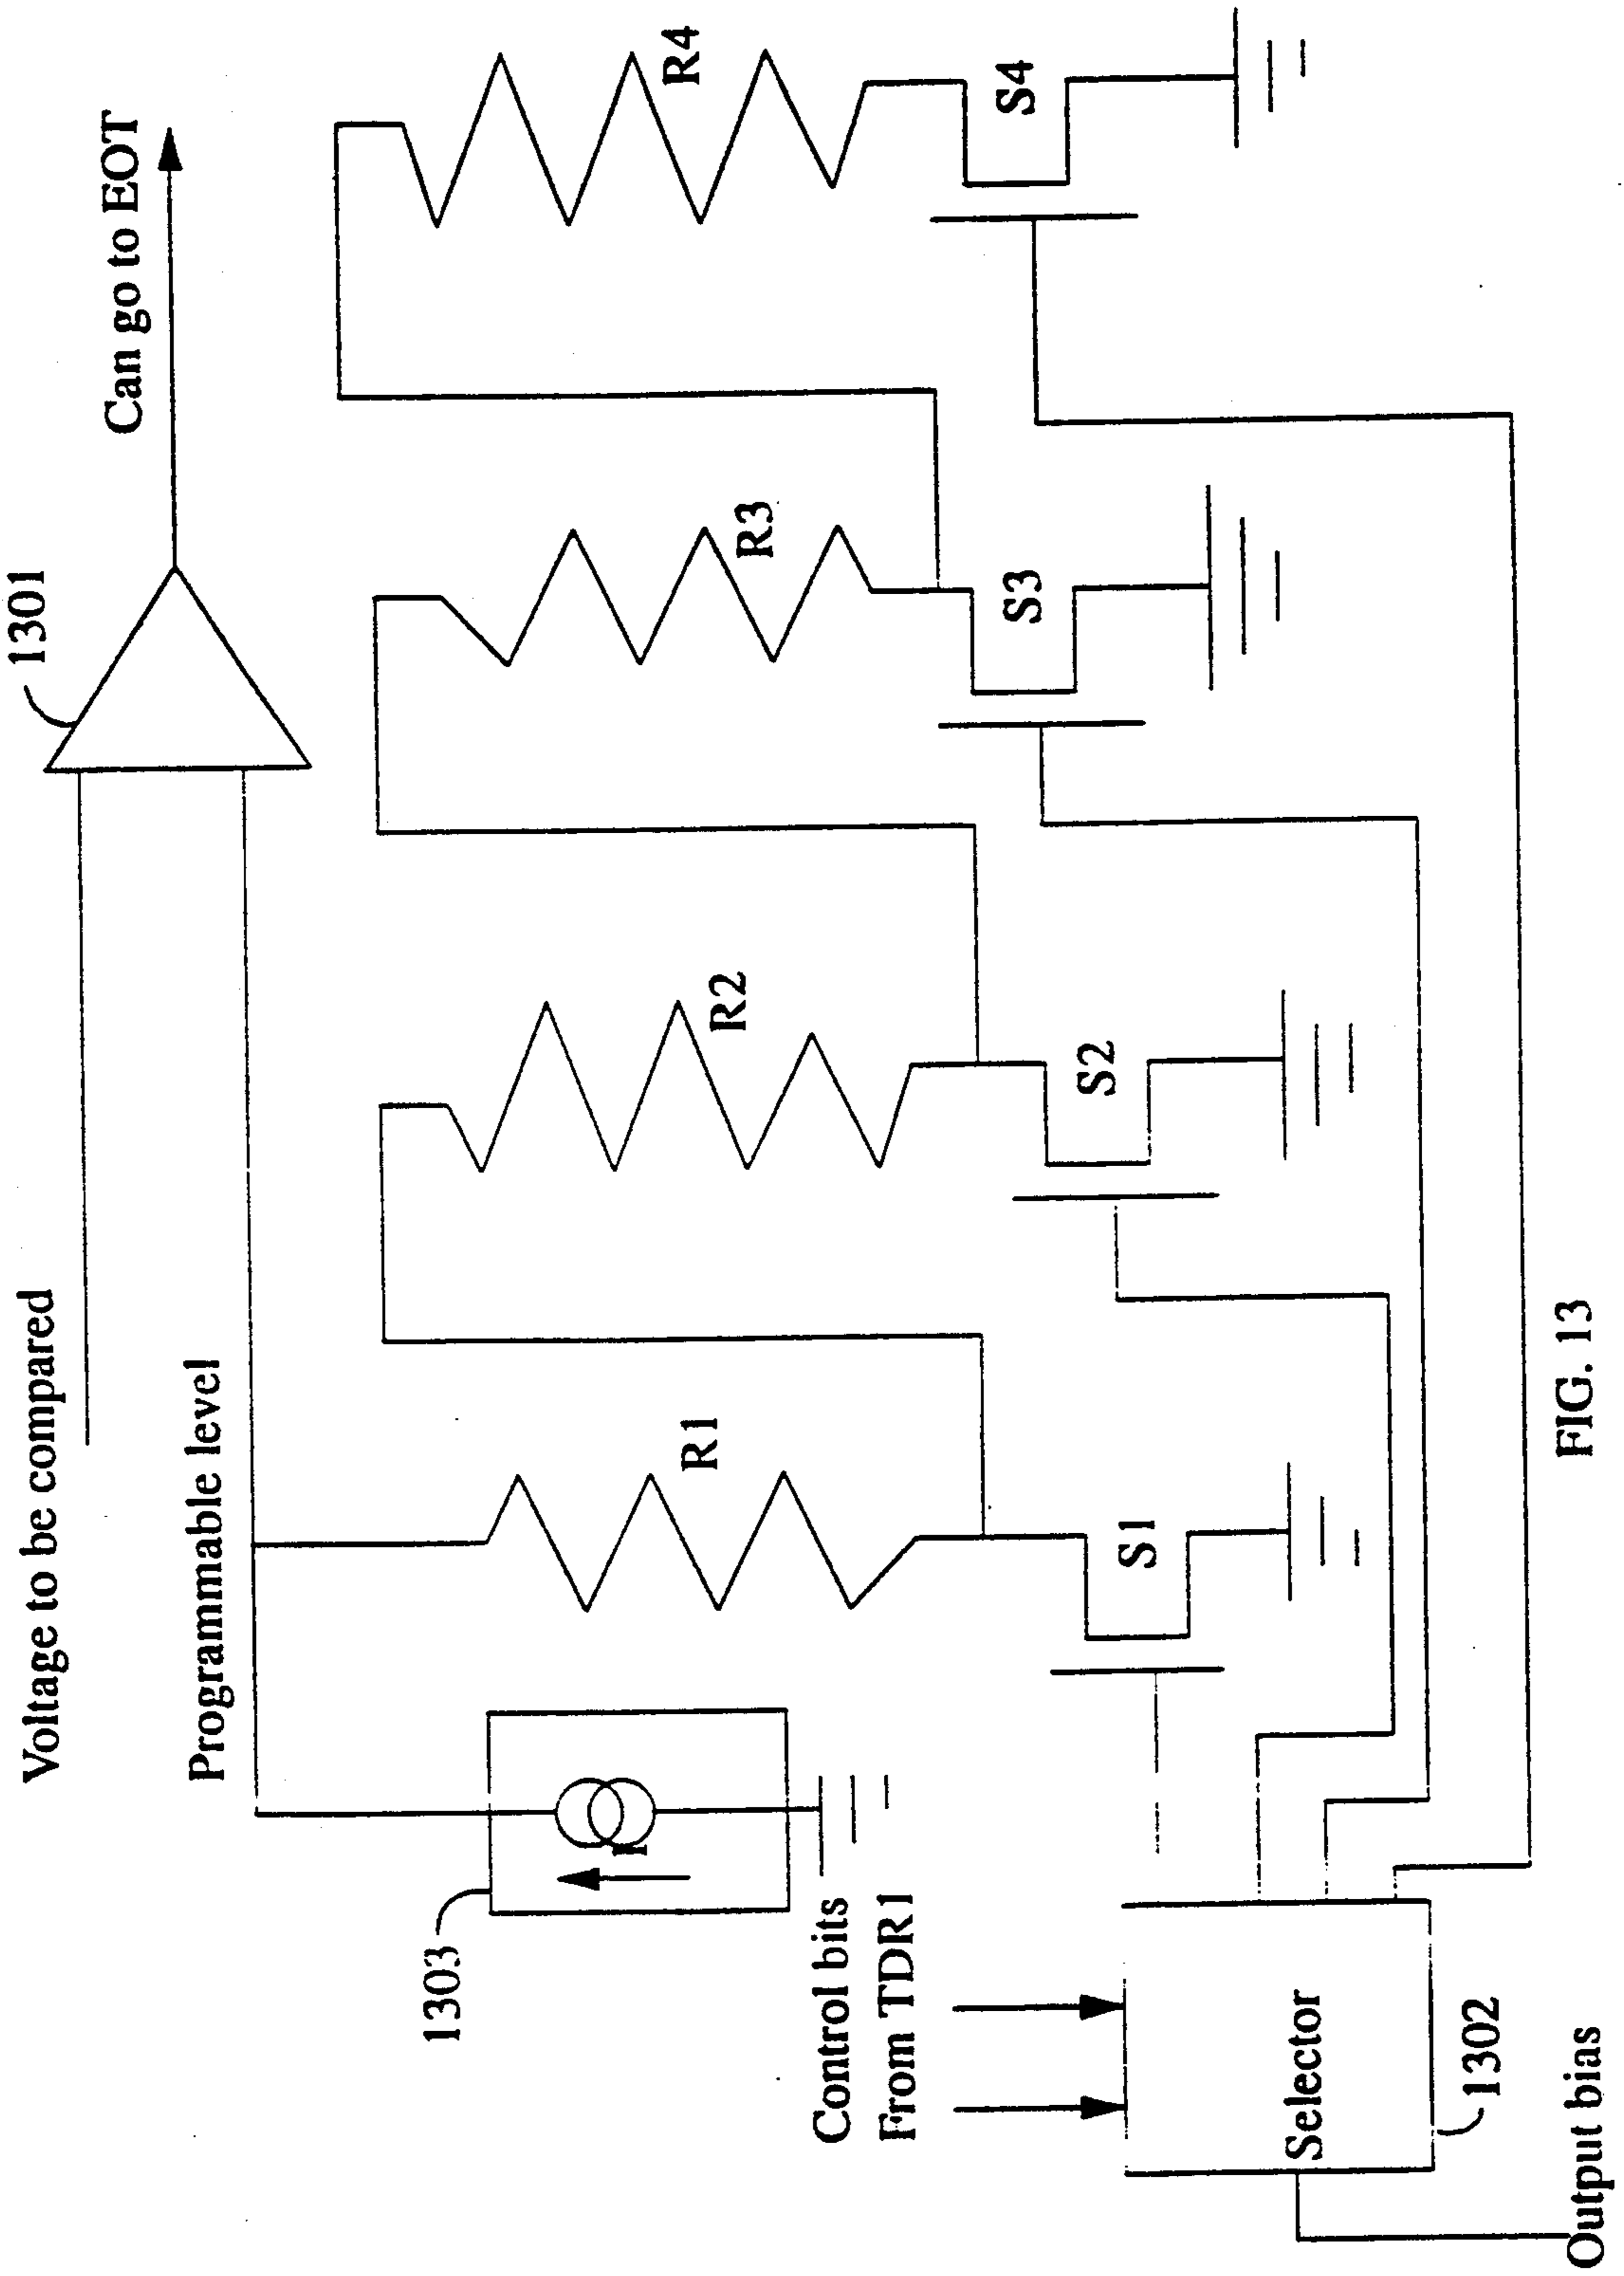 Voltage to be compared
1301
Can go to EOT
Programmable level
1303
I
R1
R2
R3
R4
Control bits
From TDR1
S1
S2
S3
S4
Selector
1302
Output bias
FIG. 13